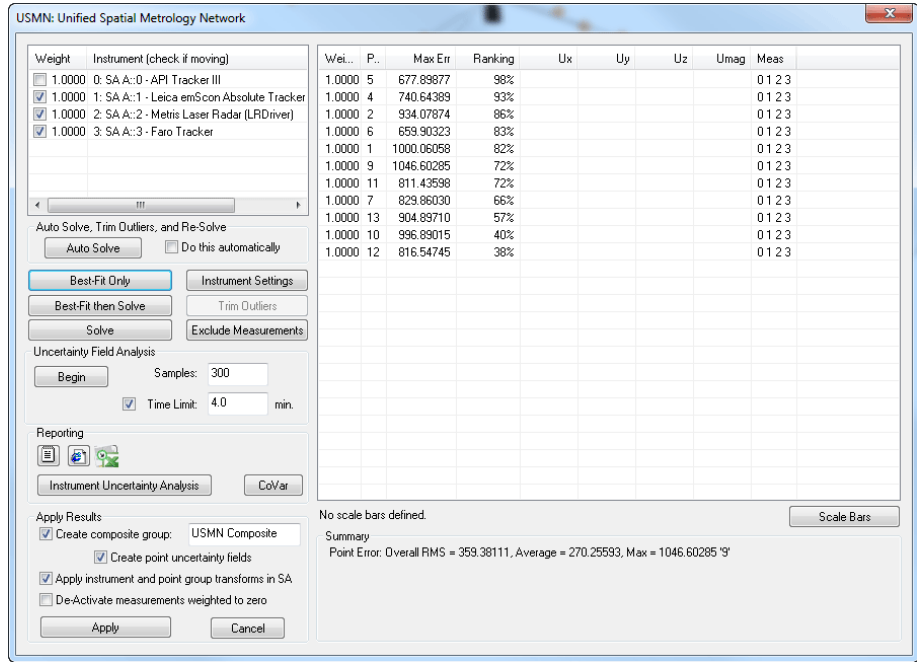 USMN: Unified Spatial Metrology Network
Weight Instrument (check if moving)
1.0000 0: SA A::0 - API Tracker III
1.0000 1: SA A::1 - Leica emScon Absolute Tracker
1.0000 2: SA A::2 - Metris Laser Radar (LRDriver)
1.0000 3: SA A::3 - Faro Tracker
Auto Solve, Trim Outliers, and Re-Solve
Auto Solve Do this automatically
Best-Fit Only Instrument Settings
Best-Fit then Solve Trim Outliers
Solve Exclude Measurements
Uncertainty Field Analysis
Begin Samples: 300
Time Limit: 4.0 min.
Reporting
Instrument Uncertainty Analysis CoVar
Apply Results
Create composite group: USMN Composite
Create point uncertainty fields
Apply instrument and point group transforms in SA
De-Activate measurements weighted to zero
Apply Cancel
Wei... P.. Max Err Ranking Ux Uy Uz Umag Meas
1.0000 5 677.89877 98% 0 1 2 3
1.0000 4 740.64389 93% 0 1 2 3
1.0000 2 934.07874 86% 0 1 2 3
1.0000 6 659.90323 83% 0 1 2 3
1.0000 1 1000.06058 82% 0 1 2 3
1.0000 9 1046.60285 72% 0 1 2 3
1.0000 11 811.43598 72% 0 1 2 3
1.0000 7 829.86030 66% 0 1 2 3
1.0000 13 904.89710 57% 0 1 2 3
1.0000 10 996.89015 40% 0 1 2 3
1.0000 12 816.54745 38% 0 1 2 3
No scale bars defined. Scale Bars
Summary
Point Error: Overall RMS = 359.38111, Average = 270.25593, Max = 1046.60285 '9'